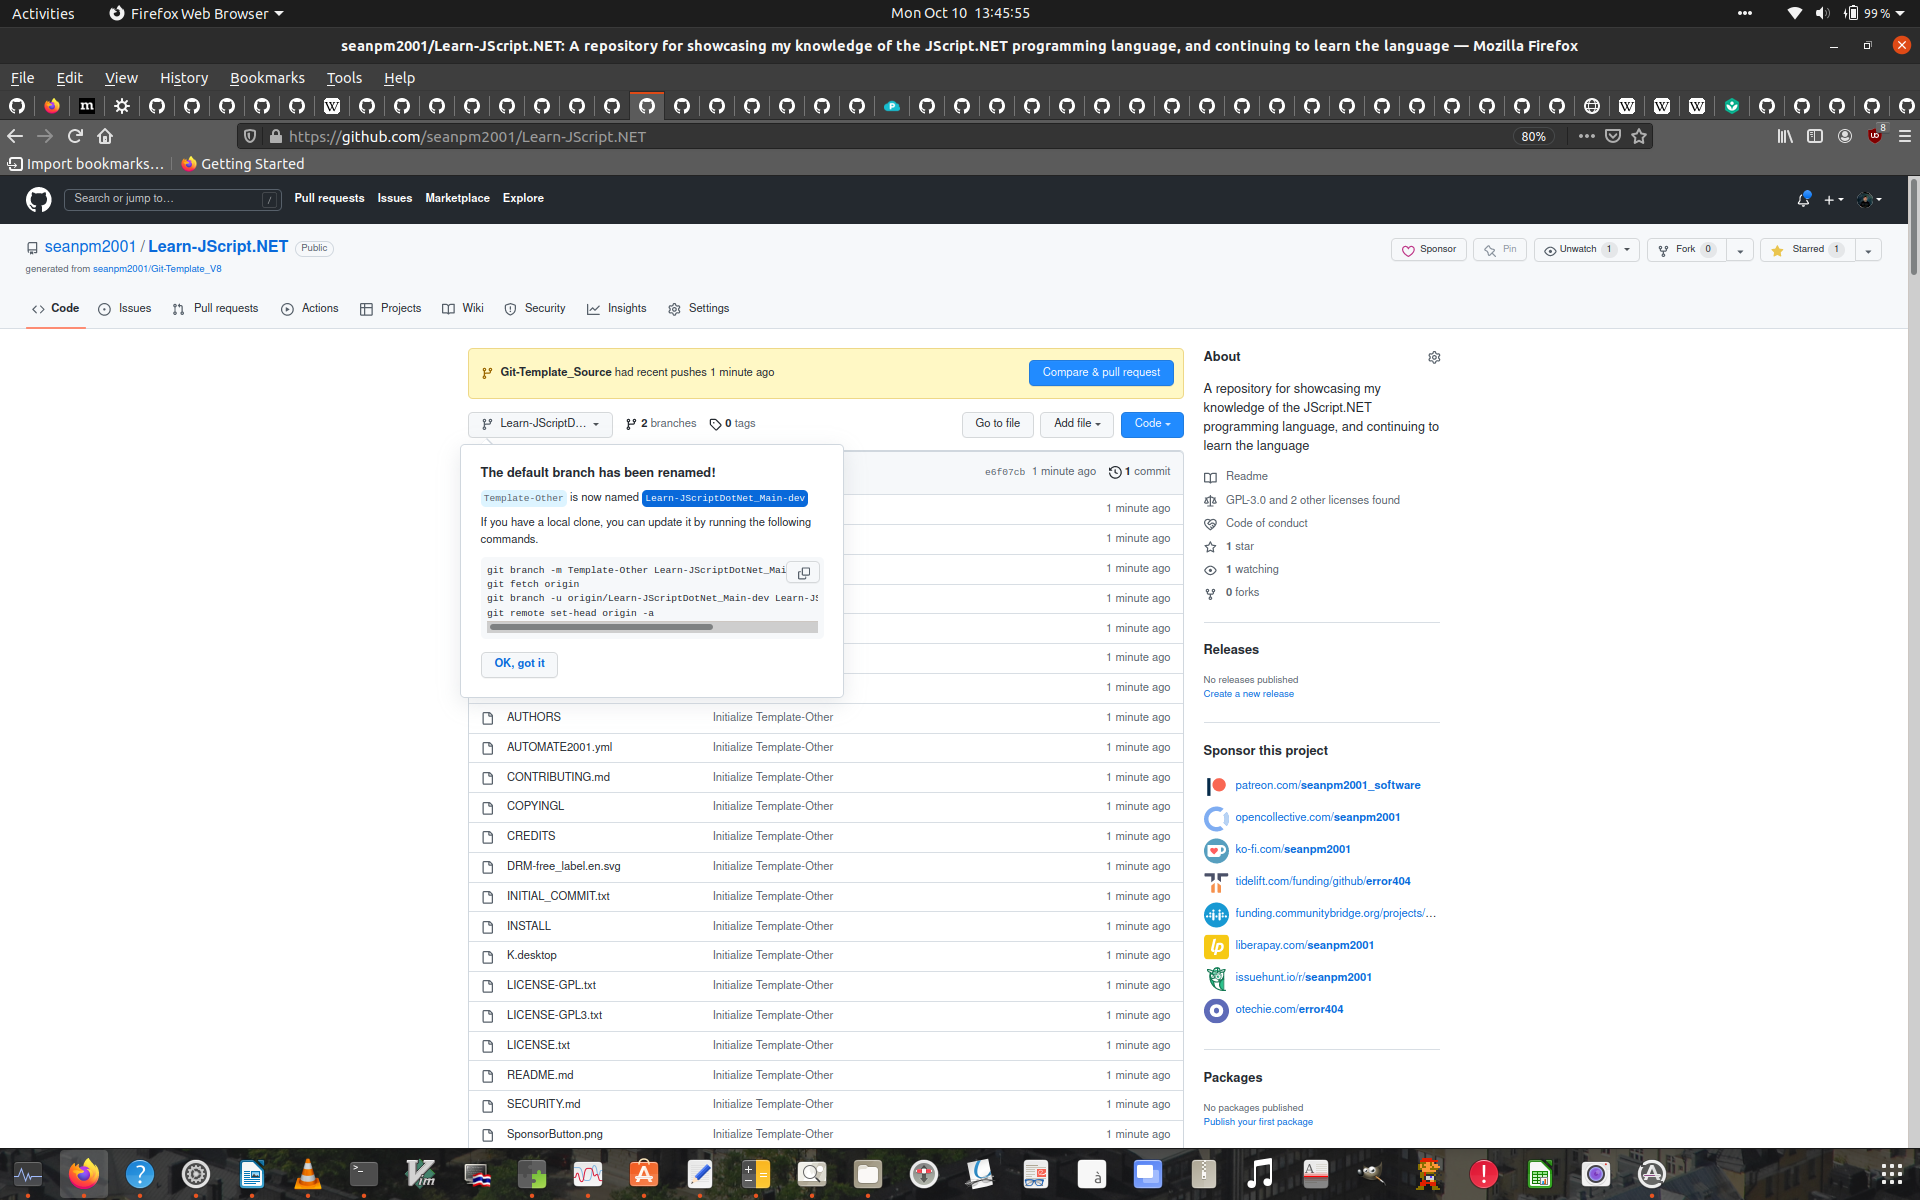 Activities
Firefox Web Browser
Mon Oct 10 13:45:55
99 %
seanpm2001/Learn-JScript.NET: A repository for showcasing my knowledge of the JScript.NET programming language, and continuing to learn the language — Mozilla Firefox
File Edit View History Bookmarks Tools Help
https://github.com/seanpm2001/Learn-JScript.NET
80%
8
Import bookmarks…
Getting Started
Search or jump to…
/
Pull requests Issues Marketplace Explore
seanpm2001 / Learn-JScript.NET Public
generated from seanpm2001/Git-Template_V8
Sponsor
Pin
Unwatch 1
Fork 0
Starred 1
Code Issues Pull requests Actions Projects Wiki Security Insights Settings
Git-Template_Source had recent pushes 1 minute ago
Compare & pull request
Learn-JScriptD…
2 branches
0 tags
Go to file
Add file
Code
The default branch has been renamed!
Template-Other is now named Learn-JScriptDotNet_Main-dev
If you have a local clone, you can update it by running the following
commands.
git branch -m Template-Other Learn-JScriptDotNet_Mai
git fetch origin
git branch -u origin/Learn-JScriptDotNet_Main-dev Learn-JS
git remote set-head origin -a
OK, got it
e6f07cb 1 minute ago 1 commit
1 minute ago
1 minute ago
1 minute ago
1 minute ago
1 minute ago
1 minute ago
1 minute ago
AUTHORS Initialize Template-Other 1 minute ago
AUTOMATE2001.yml Initialize Template-Other 1 minute ago
CONTRIBUTING.md Initialize Template-Other 1 minute ago
COPYINGL Initialize Template-Other 1 minute ago
CREDITS Initialize Template-Other 1 minute ago
DRM-free_label.en.svg Initialize Template-Other 1 minute ago
INITIAL_COMMIT.txt Initialize Template-Other 1 minute ago
INSTALL Initialize Template-Other 1 minute ago
K.desktop Initialize Template-Other 1 minute ago
LICENSE-GPL.txt Initialize Template-Other 1 minute ago
LICENSE-GPL3.txt Initialize Template-Other 1 minute ago
LICENSE.txt Initialize Template-Other 1 minute ago
README.md Initialize Template-Other 1 minute ago
SECURITY.md Initialize Template-Other 1 minute ago
SponsorButton.png Initialize Template-Other 1 minute ago
About
A repository for showcasing my
knowledge of the JScript.NET
programming language, and continuing to
learn the language
Readme
GPL-3.0 and 2 other licenses found
Code of conduct
1 star
1 watching
0 forks
Releases
No releases published
Create a new release
Sponsor this project
patreon.com/seanpm2001_software
opencollective.com/seanpm2001
ko-fi.com/seanpm2001
tidelift.com/funding/github/error404
funding.communitybridge.org/projects/…
liberapay.com/seanpm2001
issuehunt.io/r/seanpm2001
otechie.com/error404
Packages
No packages published
Publish your first package